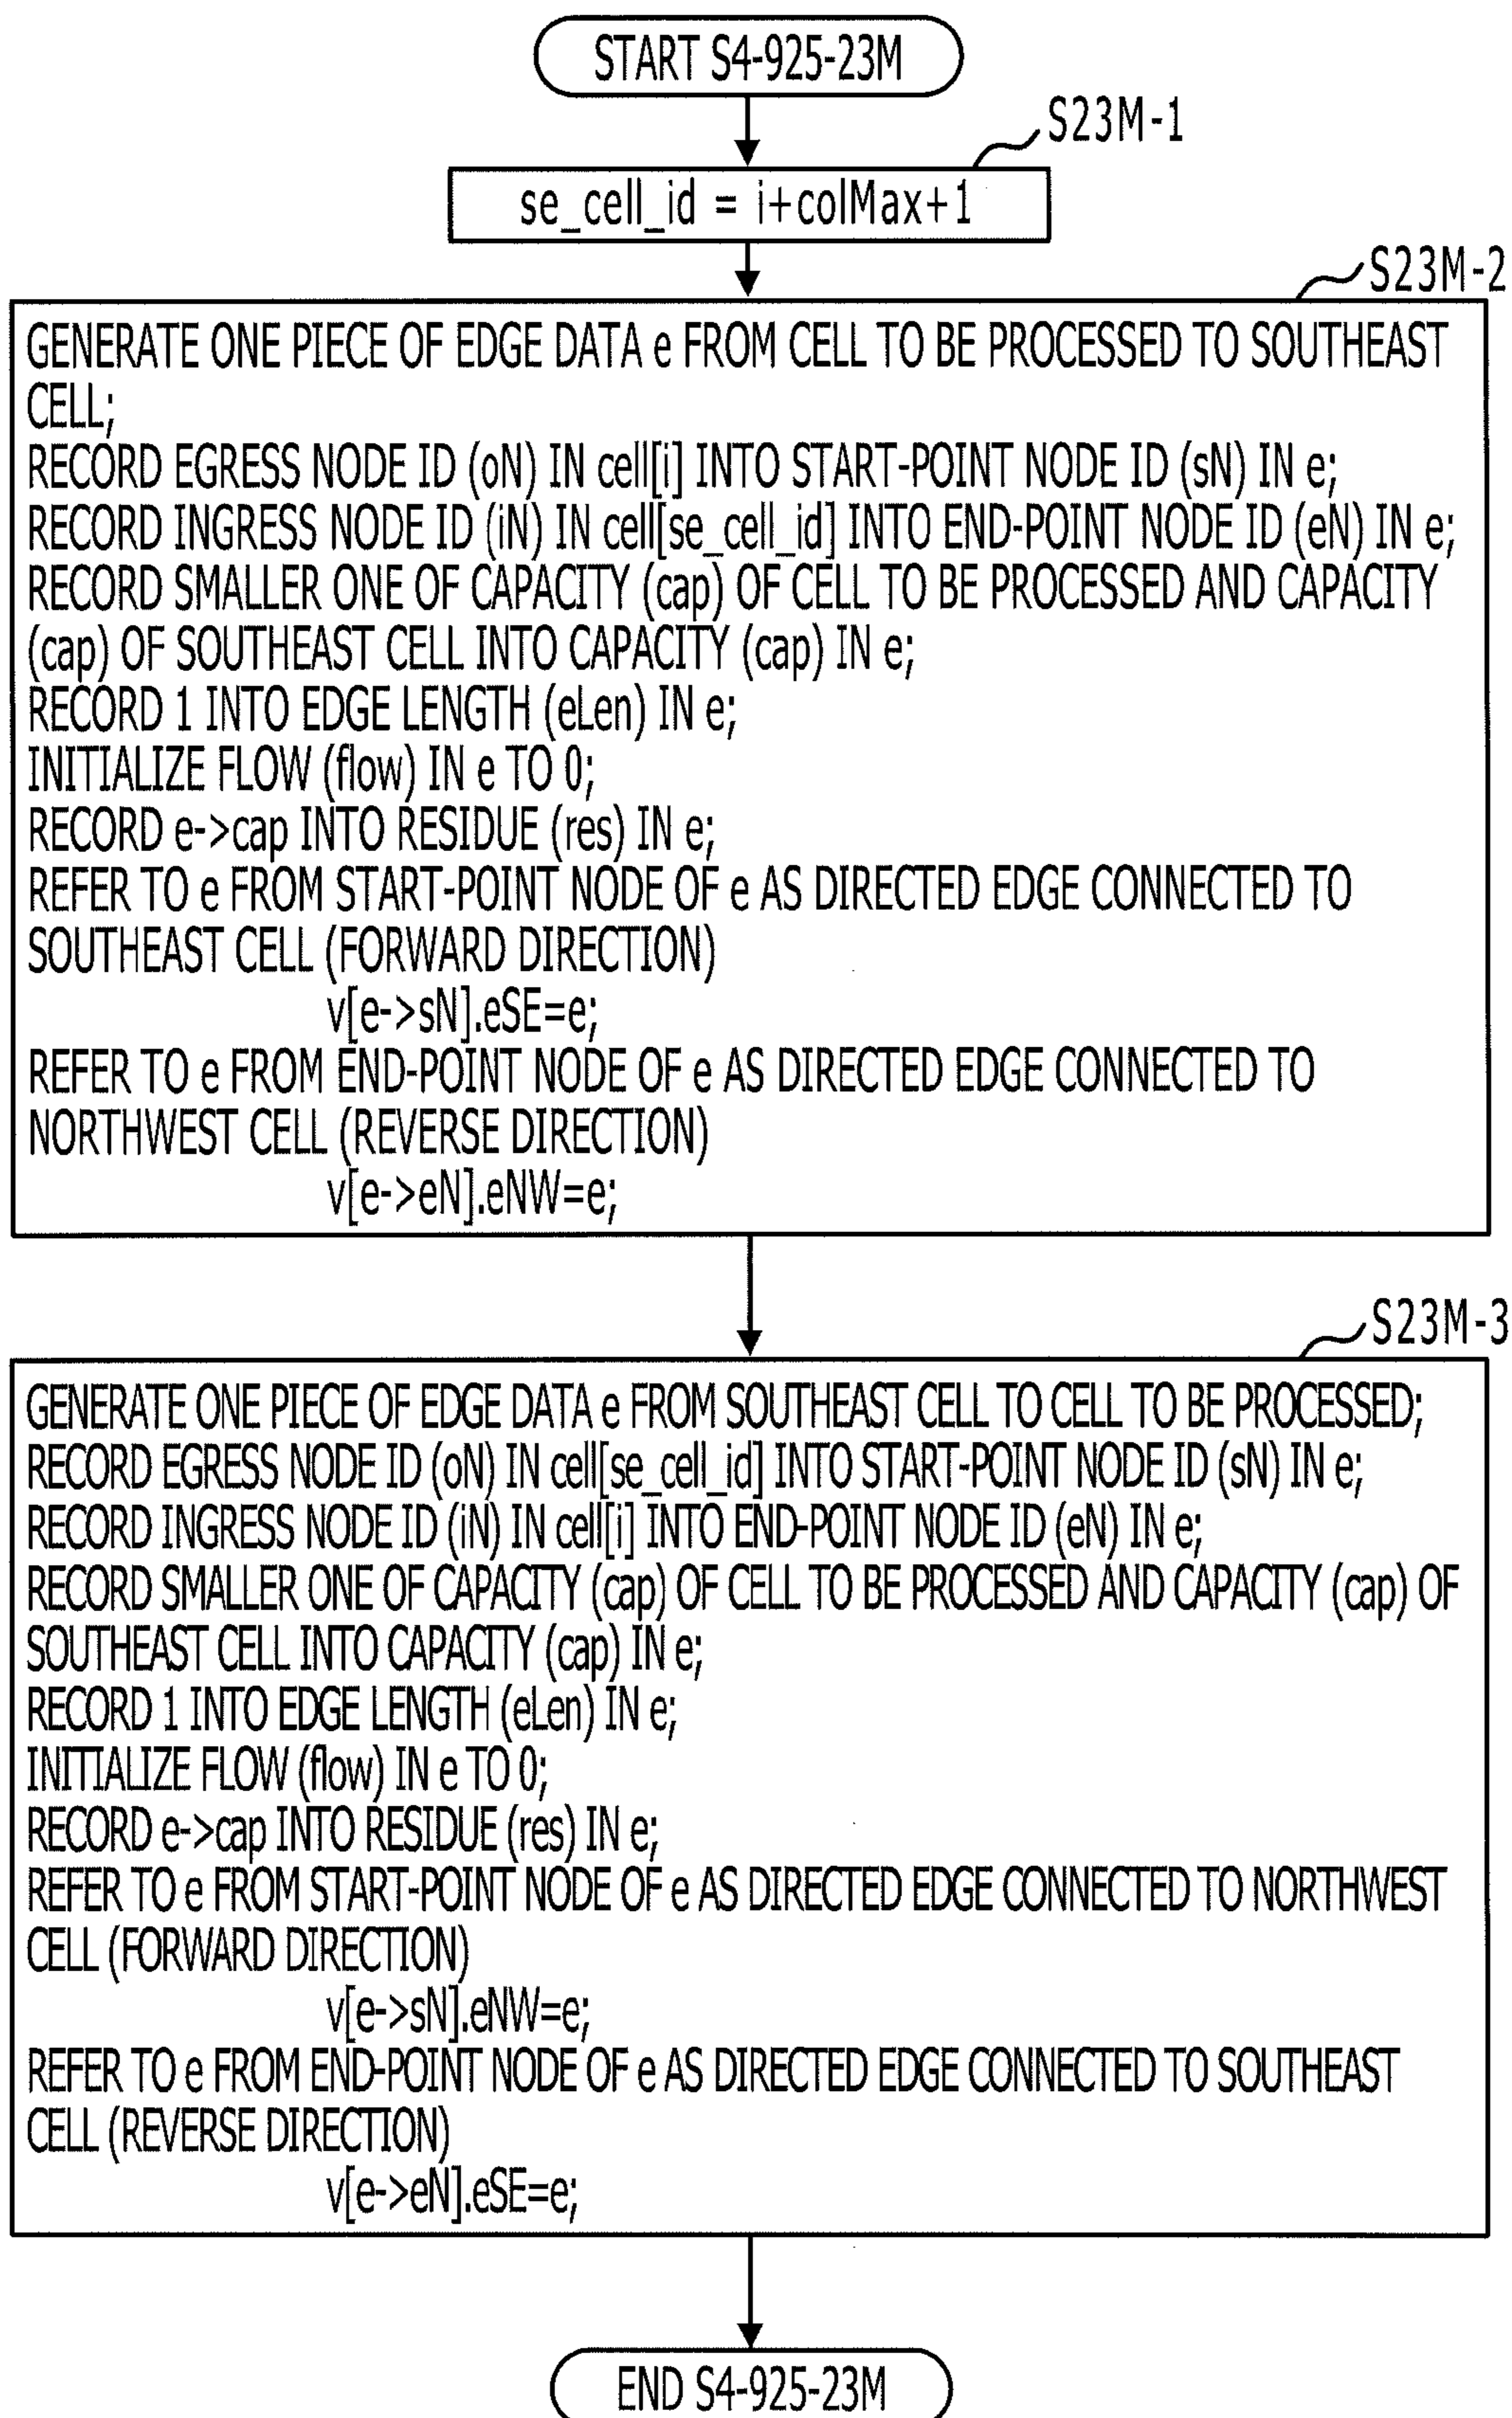 START S4-925-23M
S23M-1
se_cell_id = i+colMax+1
S23M-2
GENERATE ONE PIECE OF EDGE DATA e FROM CELL TO BE PROCESSED TO SOUTHEAST
CELL;
RECORD EGRESS NODE ID (oN) IN cell[i] INTO START-POINT NODE ID (sN) IN e;
RECORD INGRESS NODE ID (iN) IN cell[se_cell_id] INTO END-POINT NODE ID (eN) IN e;
RECORD SMALLER ONE OF CAPACITY (cap) OF CELL TO BE PROCESSED AND CAPACITY
(cap) OF SOUTHEAST CELL INTO CAPACITY (cap) IN e;
RECORD 1 INTO EDGE LENGTH (eLen) IN e;
INITIALIZE FLOW (flow) IN e TO 0;
RECORD e->cap INTO RESIDUE (res) IN e;
REFER TO e FROM START-POINT NODE OF e AS DIRECTED EDGE CONNECTED TO
SOUTHEAST CELL (FORWARD DIRECTION)
v[e->sN].eSE=e;
REFER TO e FROM END-POINT NODE OF e AS DIRECTED EDGE CONNECTED TO
NORTHWEST CELL (REVERSE DIRECTION)
v[e->eN].eNW=e;
S23M-3
GENERATE ONE PIECE OF EDGE DATA e FROM SOUTHEAST CELL TO CELL TO BE PROCESSED;
RECORD EGRESS NODE ID (oN) IN cell[se_cell_id] INTO START-POINT NODE ID (sN) IN e;
RECORD INGRESS NODE ID (iN) IN cell[i] INTO END-POINT NODE ID (eN) IN e;
RECORD SMALLER ONE OF CAPACITY (cap) OF CELL TO BE PROCESSED AND CAPACITY (cap) OF
SOUTHEAST CELL INTO CAPACITY (cap) IN e;
RECORD 1 INTO EDGE LENGTH (eLen) IN e;
INITIALIZE FLOW (flow) IN e TO 0;
RECORD e->cap INTO RESIDUE (res) IN e;
REFER TO e FROM START-POINT NODE OF e AS DIRECTED EDGE CONNECTED TO NORTHWEST
CELL (FORWARD DIRECTION)
v[e->sN].eNW=e;
REFER TO e FROM END-POINT NODE OF e AS DIRECTED EDGE CONNECTED TO SOUTHEAST
CELL (REVERSE DIRECTION)
v[e->eN].eSE=e;
END S4-925-23M